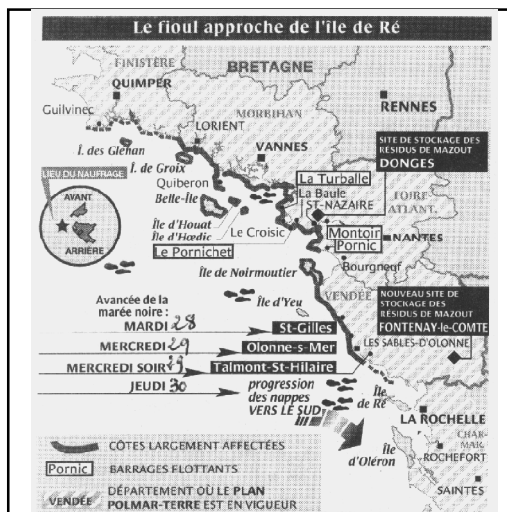 Le fioul approche de l'île de Ré
FINISTÈRE
BRETAGNE
QUIMPER
Guilvinec
MORBIHAN
RENNES
LORIENT
VANNES
Î. des Glénan
Î. de Groix
Quiberon
Belle-Île
SITE DE STOCKAGE DES
RÉSIDUS DE MAZOUT
DONGES
LIEU DU NAUFRAGE
AVANT
ARRIÈRE
La Turballe
La Baule
ST-NAZAIRE
LOIRE
ATLANT.
Île d'Houat
Île d'Hœdic
Le Croisic
Montoir
Pornic
NANTES
Le Pornichet
Bourgneuf
Île de Noirmoutier
VENDÉE
NOUVEAU SITE DE
STOCKAGE DES
RÉSIDUS DE MAZOUT
FONTENAY-le-COMTE
Île d'Yeu
Avancée de la
marée noire :
MARDI 28
St-Gilles
MERCREDI 29
Olonne-s-Mer
LES SABLES-D'OLONNE
MERCREDI SOIR 29
Talmont-St-Hilaire
JEUDI 30
progression
des nappes
VERS LE SUD
Île
de Ré
LA ROCHELLE
Île
d'Oléron
CHAR-
MAR.
ROCHEFORT
SAINTES
CÔTES LARGEMENT AFFECTÉES
Pornic
BARRAGES FLOTTANTS
VENDÉE
DÉPARTEMENT OÙ LE PLAN
POLMAR-TERRE EST EN VIGUEUR